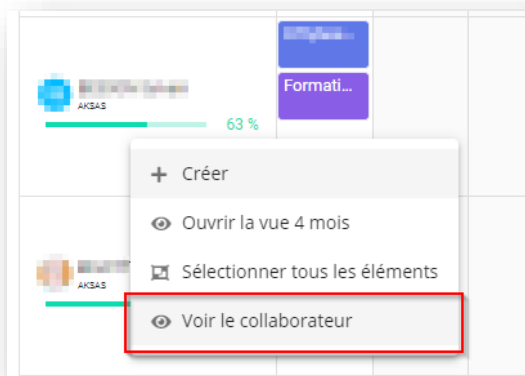 Formati...
AKSAS
63 %
Créer
Ouvrir la vue 4 mois
Sélectionner tous les éléments
AKSAS
Voir le collaborateur